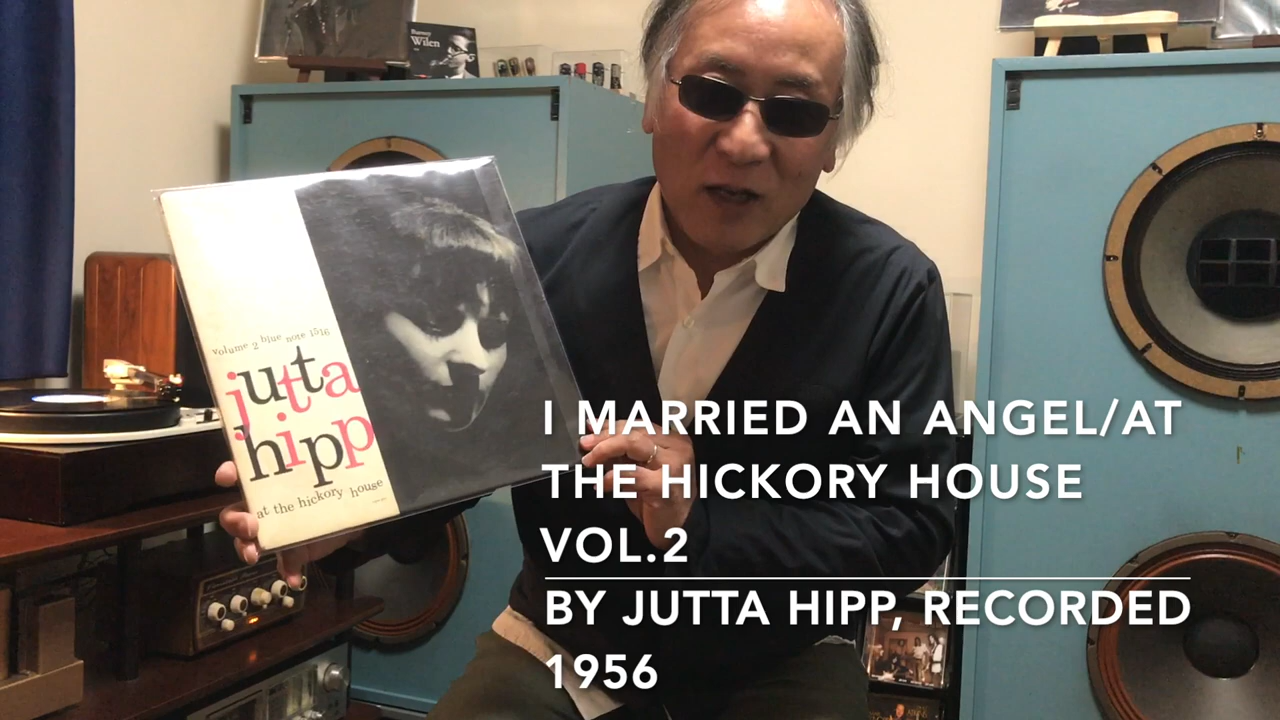 Barney
Wilen
volume 2 blue note 1516
jutta
hipp
at the hickory house
I MARRIED AN ANGEL/AT
THE HICKORY HOUSE
VOL.2
BY JUTTA HIPP, RECORDED
1956